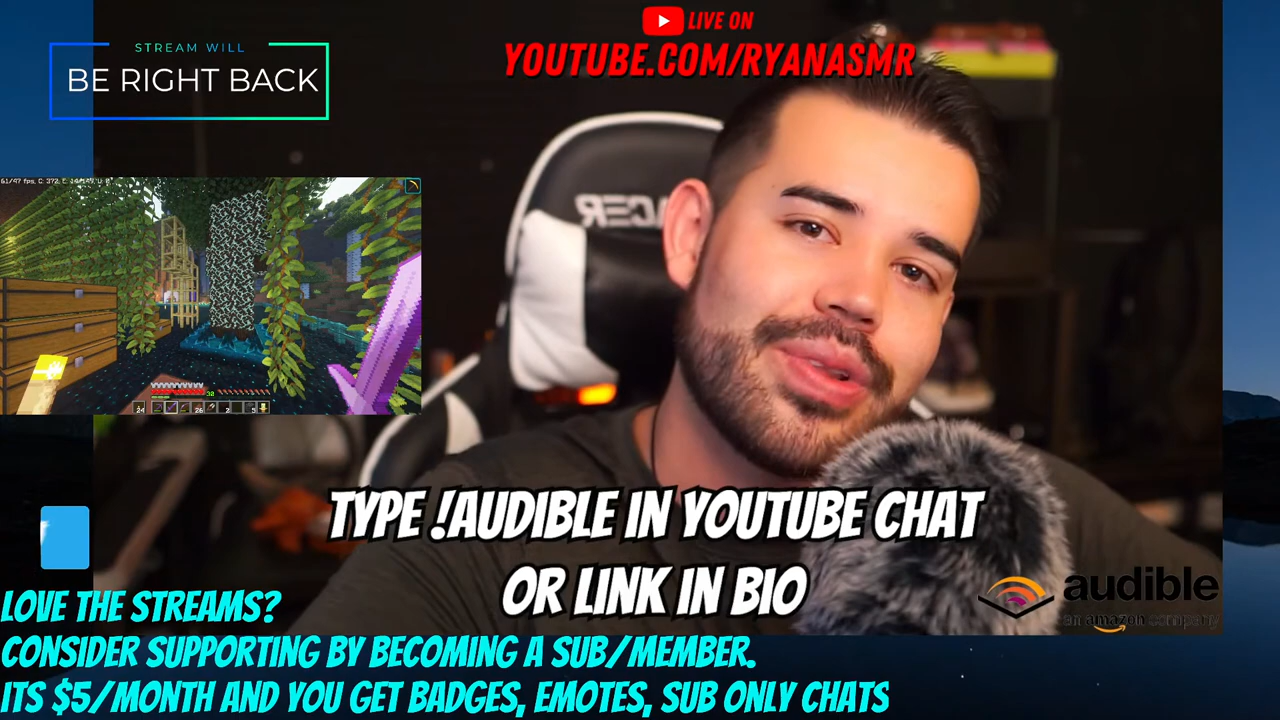 LIVE ON
YOUTUBE.COM/RYANASMR
STREAM WILL
BE RIGHT BACK
TYPE !AUDIBLE IN YOUTUBE CHAT
OR LINK IN BIO
audible
an amazon company
LOVE THE STREAMS?
CONSIDER SUPPORTING BY BECOMING A SUB/MEMBER.
ITS $5/MONTH AND YOU GET BADGES, EMOTES, SUB ONLY CHATS